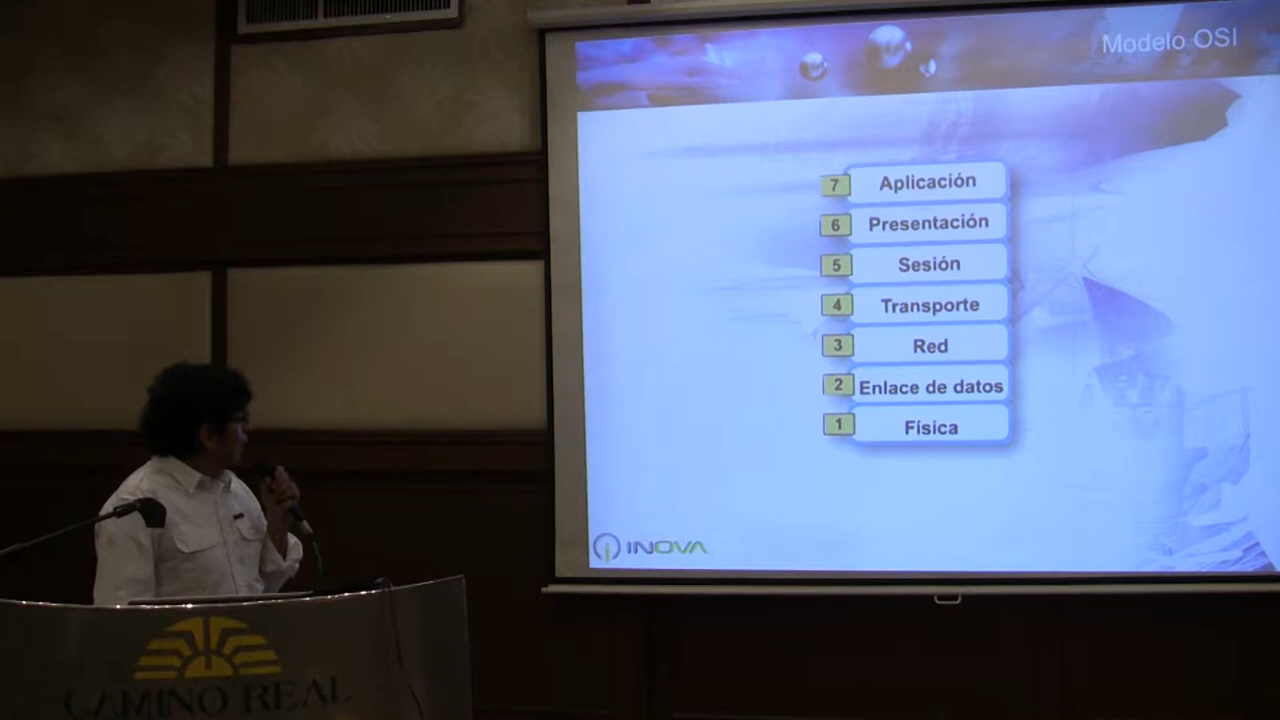 Modelo OSI
7 Aplicación
6 Presentación
5 Sesión
4 Transporte
3 Red
2 Enlace de datos
1 Física
INOVA
CAMINO REAL